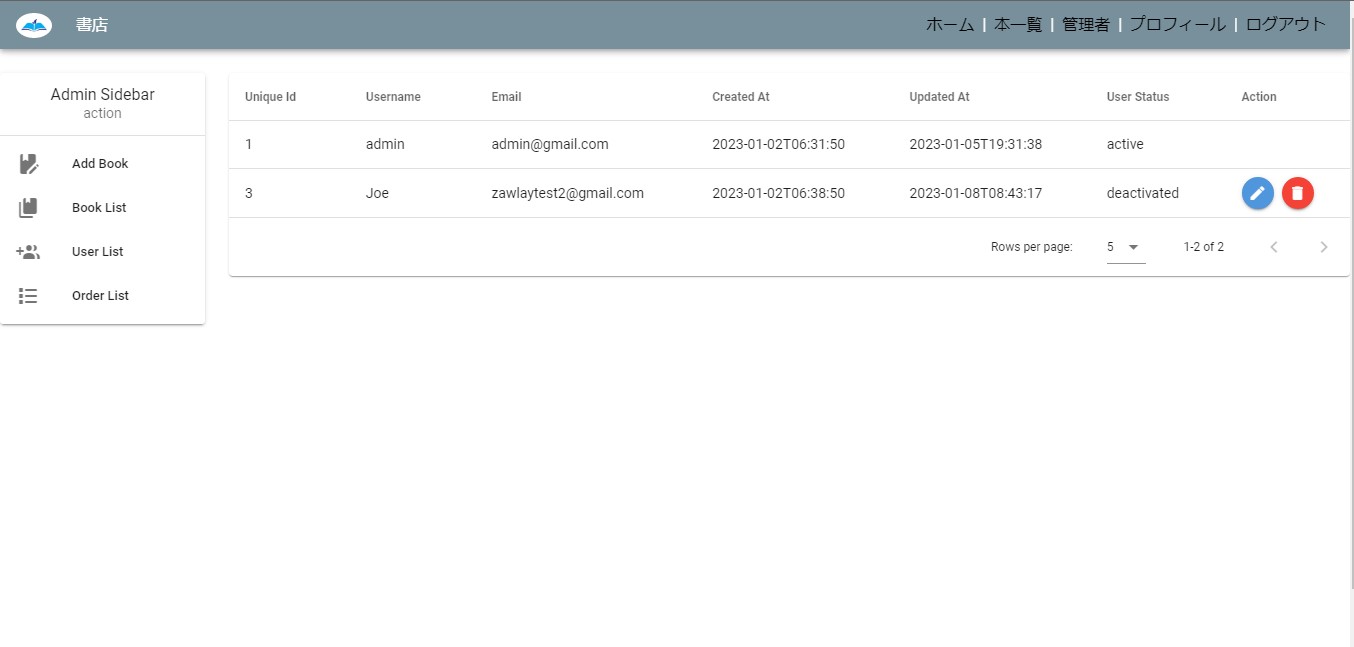 書店
ホーム | 本一覧 | 管理者 | プロフィール | ログアウト
Admin Sidebar
action
Add Book
Book List
User List
Order List
Unique Id Username Email Created At Updated At User Status Action
1 admin admin@gmail.com 2023-01-02T06:31:50 2023-01-05T19:31:38 active
3 Joe zawlaytest2@gmail.com 2023-01-02T06:38:50 2023-01-08T08:43:17 deactivated
Rows per page: 5 1-2 of 2